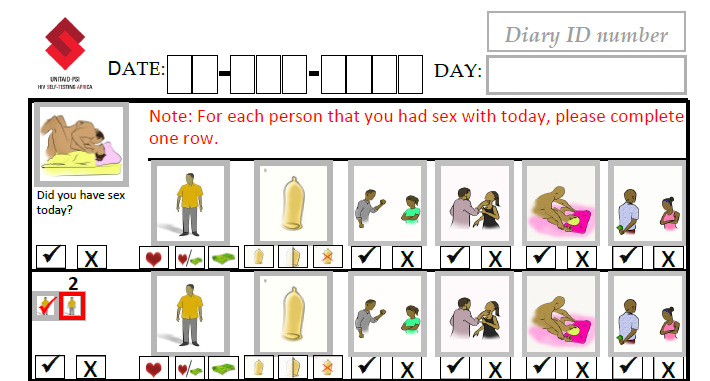 Diary ID number
DATE: - - DAY:
UNITAID PSI
HIV SELF-TESTING AFRICA
Note: For each person that you had sex with today, please complete
one row.
Did you have sex
today?
X X X X X
2
X X X X X